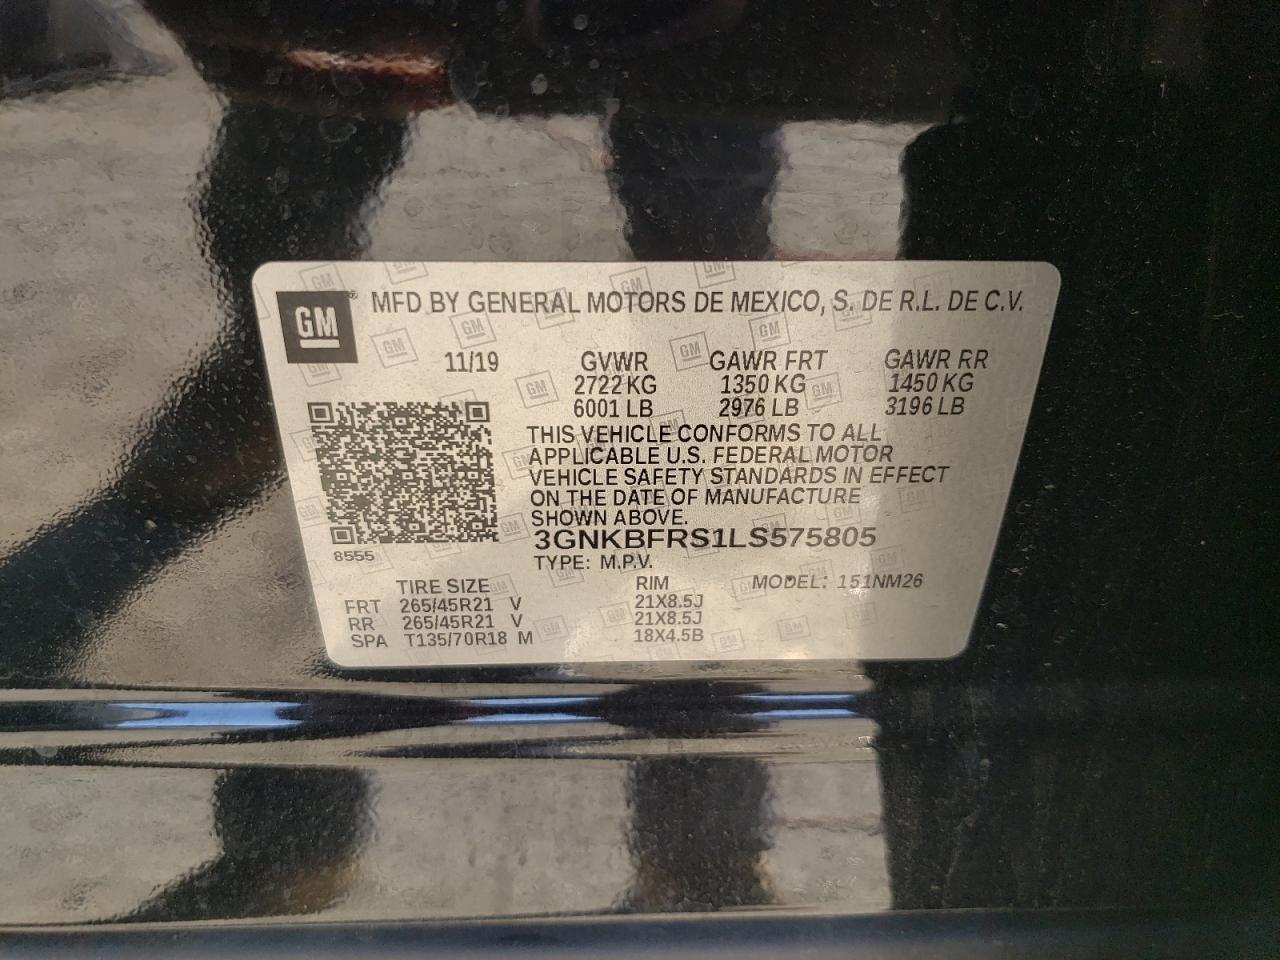 GM ® MFD BY GENERAL MOTORS DE MEXICO, S. DE R.L. DE C.V.
11/19 GVWR GAWR FRT GAWR RR
2722 KG 1350 KG 1450 KG
6001 LB 2976 LB 3196 LB
THIS VEHICLE CONFORMS TO ALL
APPLICABLE U.S. FEDERAL MOTOR
VEHICLE SAFETY STANDARDS IN EFFECT
ON THE DATE OF MANUFACTURE
SHOWN ABOVE.
3GNKBFRS1LS575805
8555
TYPE: M.P.V.
TIRE SIZE RIM MODEL: 151NM26
FRT 265/45R21 V 21X8.5J
RR 265/45R21 V 21X8.5J
SPA T135/70R18 M 18X4.5B